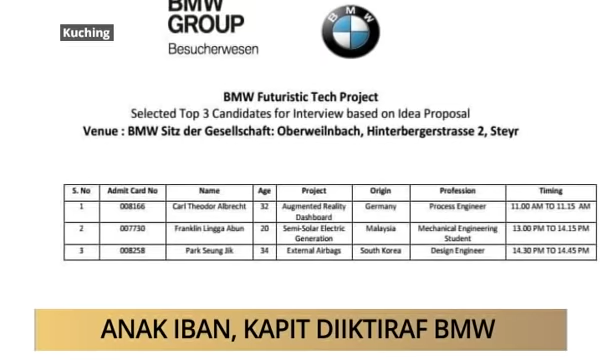 BMW
GROUP
Besucherwesen
BMW
Kuching
BMW Futuristic Tech Project
Selected Top 3 Candidates for Interview based on Idea Proposal
Venue : BMW Sitz der Gesellschaft: Oberweilnbach, Hinterbergerstrasse 2, Steyr
S. No Admit Card No Name Age Project Origin Profession Timing
1 008166 Carl Theodor Albrecht 32 Augmented Reality Dashboard Germany Process Engineer 11.00 AM TO 11.15 AM
2 007730 Franklin Lingga Abun 20 Semi-Solar Electric Generation Malaysia Mechanical Engineering Student 13.00 PM TO 14.15 PM
3 008258 Park Seung Jik 34 External Airbags South Korea Design Engineer 14.30 PM TO 14.45 PM
ANAK IBAN, KAPIT DIIKTIRAF BMW